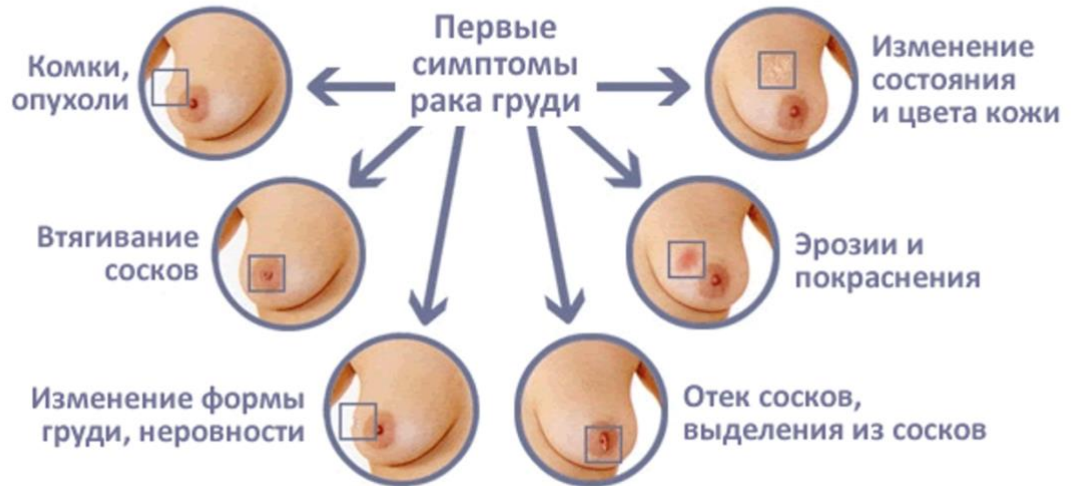 Первые
симптомы
рака груди
Комки,
опухоли
Изменение
состояния
и цвета кожи
Втягивание
сосков
Эрозии и
покраснения
Изменение формы
груди, неровности
Отек сосков,
выделения из сосков